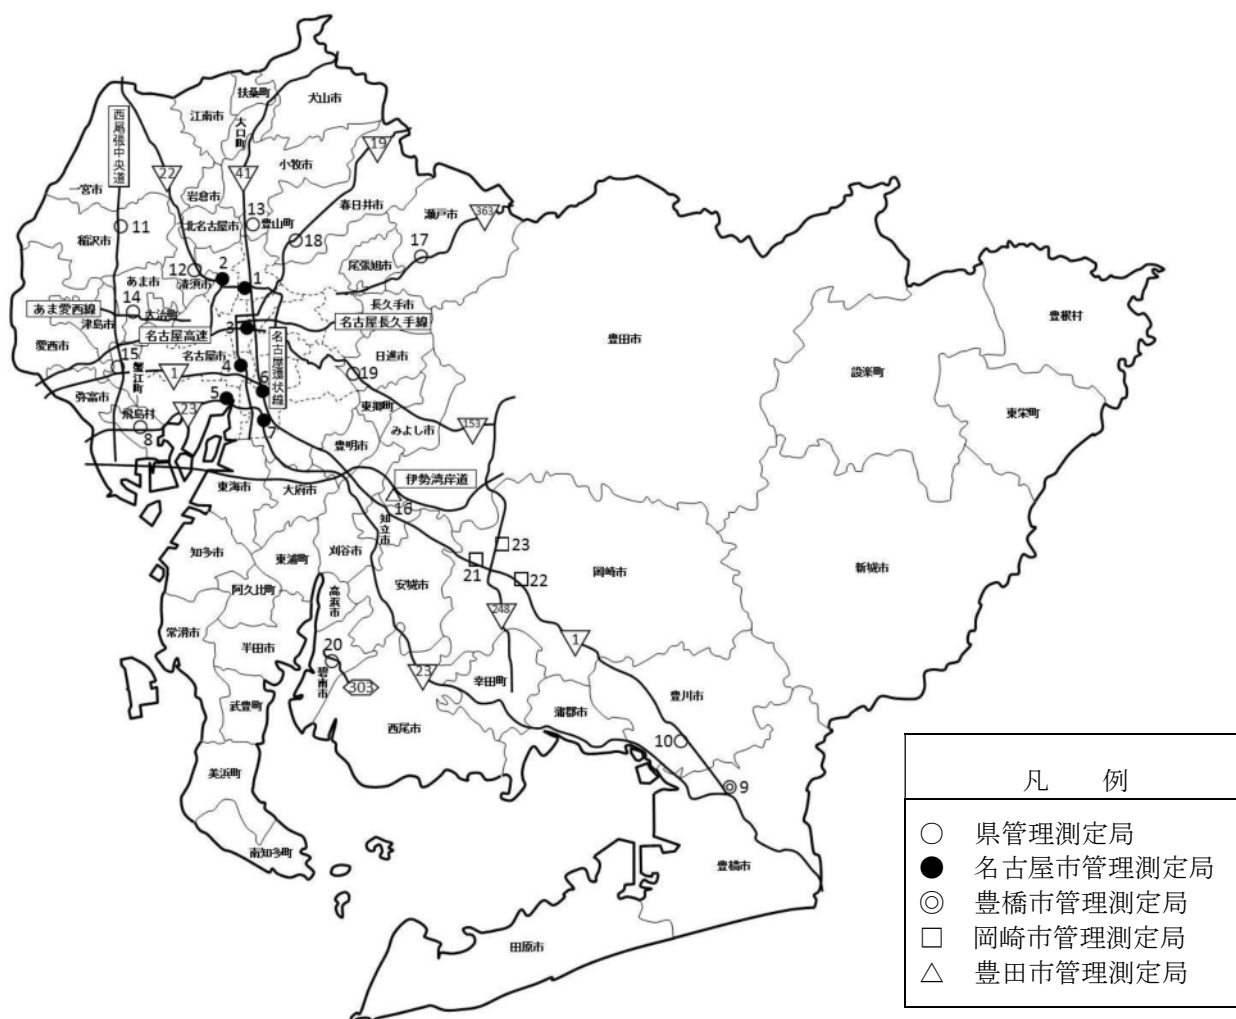 扶桑町
犬山市
江南市
大口町
西尾張中央道
19
小牧市
22
41
一宮市
岩倉市
春日井市
瀬戸市
363
13
豊山町
北名古屋市
11
稲沢市
18
17
2
尾張旭市
12
清須市
1
あま市
14
あま愛西線
大治町
長久手市
津島市
3
名古屋長久手線
名古屋高速
名古屋環状線
豊田市
豊根村
愛西市
15
名古屋市
日進市
4
蟹江町
1
19
設楽町
6
弥富市
5
東郷町
東栄町
飛島村
23
7
みよし市
153
8
豊明市
伊勢湾岸道
東海市
大府市
16
知立市
知多市
東浦町
刈谷市
23
21
岡崎市
新城市
22
阿久比町
高浜市
安城市
248
常滑市
半田市
1
20
碧南市
303
23
幸田町
豊川市
武豊町
蒲郡市
西尾市
10
美浜町
9
南知多町
豊橋市
田原市
凡 例
○ 県管理測定局
● 名古屋市管理測定局
◎ 豊橋市管理測定局
□ 岡崎市管理測定局
△ 豊田市管理測定局